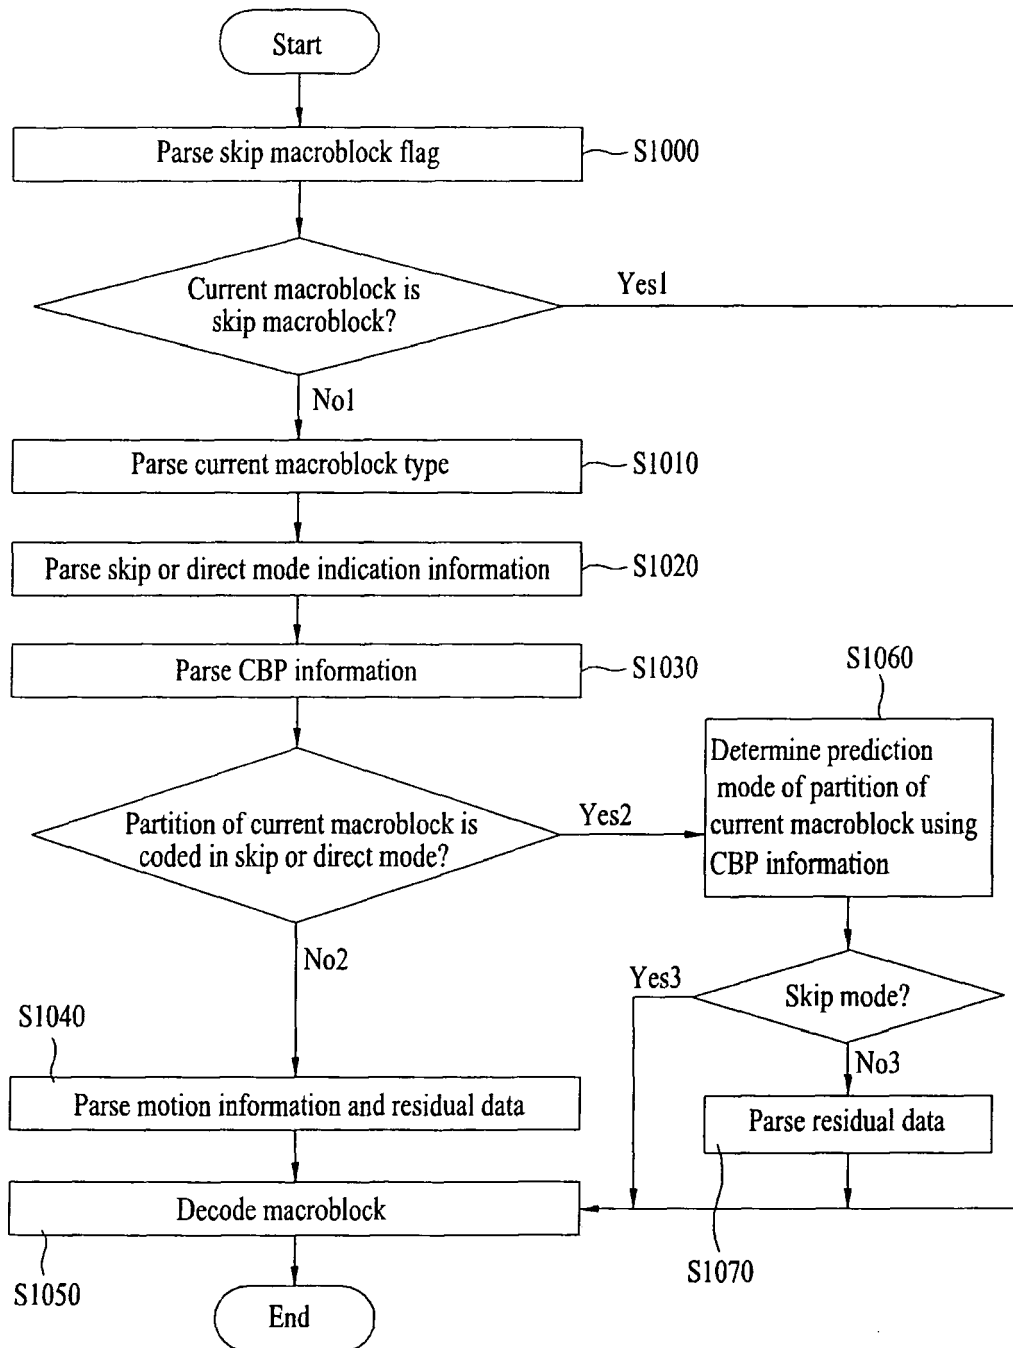 Start
Parse skip macroblock flag
S1000
Current macroblock is
skip macroblock?
Yes1
No1
Parse current macroblock type
S1010
Parse skip or direct mode indication information
S1020
Parse CBP information
S1030
S1060
Determine prediction
mode of partition of
current macroblock using
CBP information
Partition of current macroblock is
coded in skip or direct mode?
Yes2
No2
Yes3
Skip mode?
No3
S1040
Parse motion information and residual data
Parse residual data
Decode macroblock
S1050
S1070
End